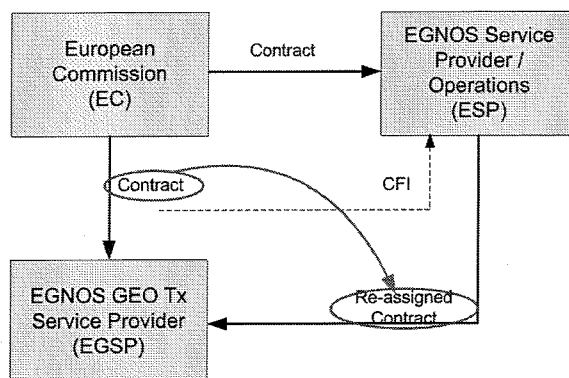 European
Commission
(EC)
Contract
EGNOS Service
Provider /
Operations
(ESP)
Contract
CFI
EGNOS GEO Tx
Service Provider
(EGSP)
Re-assigned
Contract